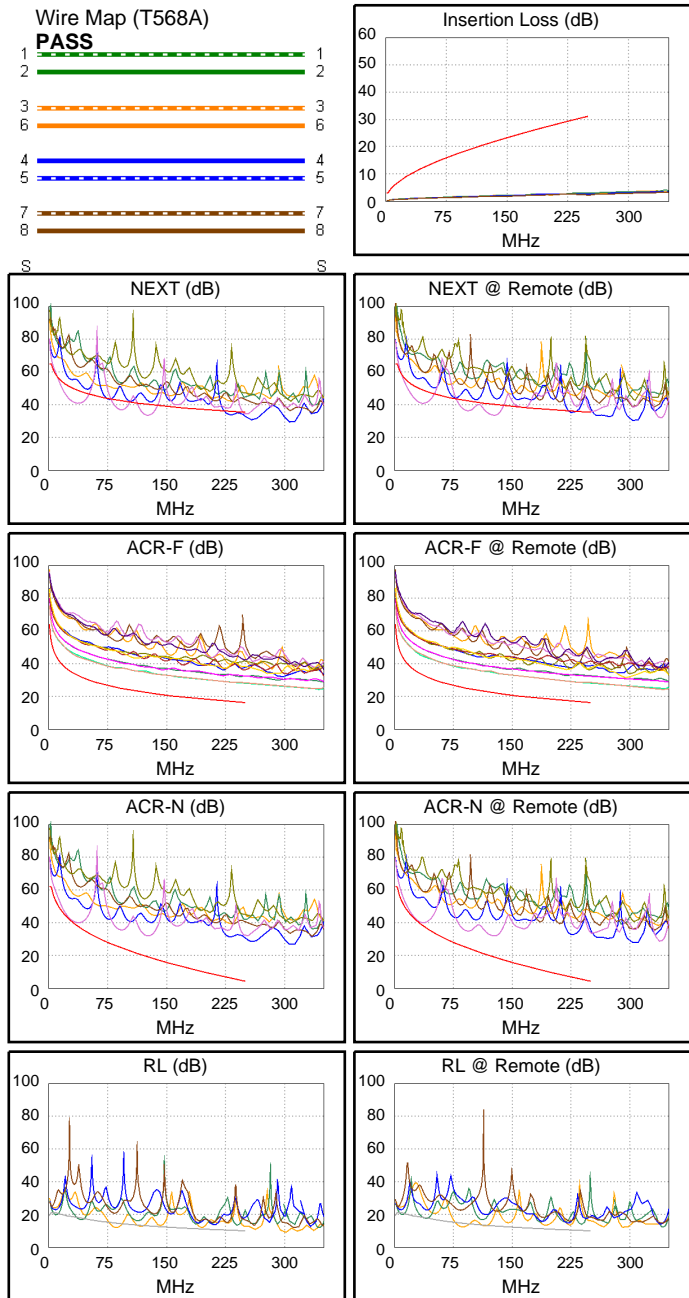 Wire Map (T568A)
PASS
1 1
2 2
3 3
6 6
4 4
5 5
7 7
8 8
S S
Insertion Loss (dB)
60
50
40
30
20
10
0
0 75 150 225 300
MHz
NEXT (dB)
100
80
60
40
20
0
0 75 150 225 300
MHz
NEXT @ Remote (dB)
100
80
60
40
20
0
0 75 150 225 300
MHz
ACR-F (dB)
100
80
60
40
20
0
0 75 150 225 300
MHz
ACR-F @ Remote (dB)
100
80
60
40
20
0
0 75 150 225 300
MHz
ACR-N (dB)
100
80
60
40
20
0
0 75 150 225 300
MHz
ACR-N @ Remote (dB)
100
80
60
40
20
0
0 75 150 225 300
MHz
RL (dB)
100
80
60
40
20
0
0 75 150 225 300
MHz
RL @ Remote (dB)
100
80
60
40
20
0
0 75 150 225 300
MHz